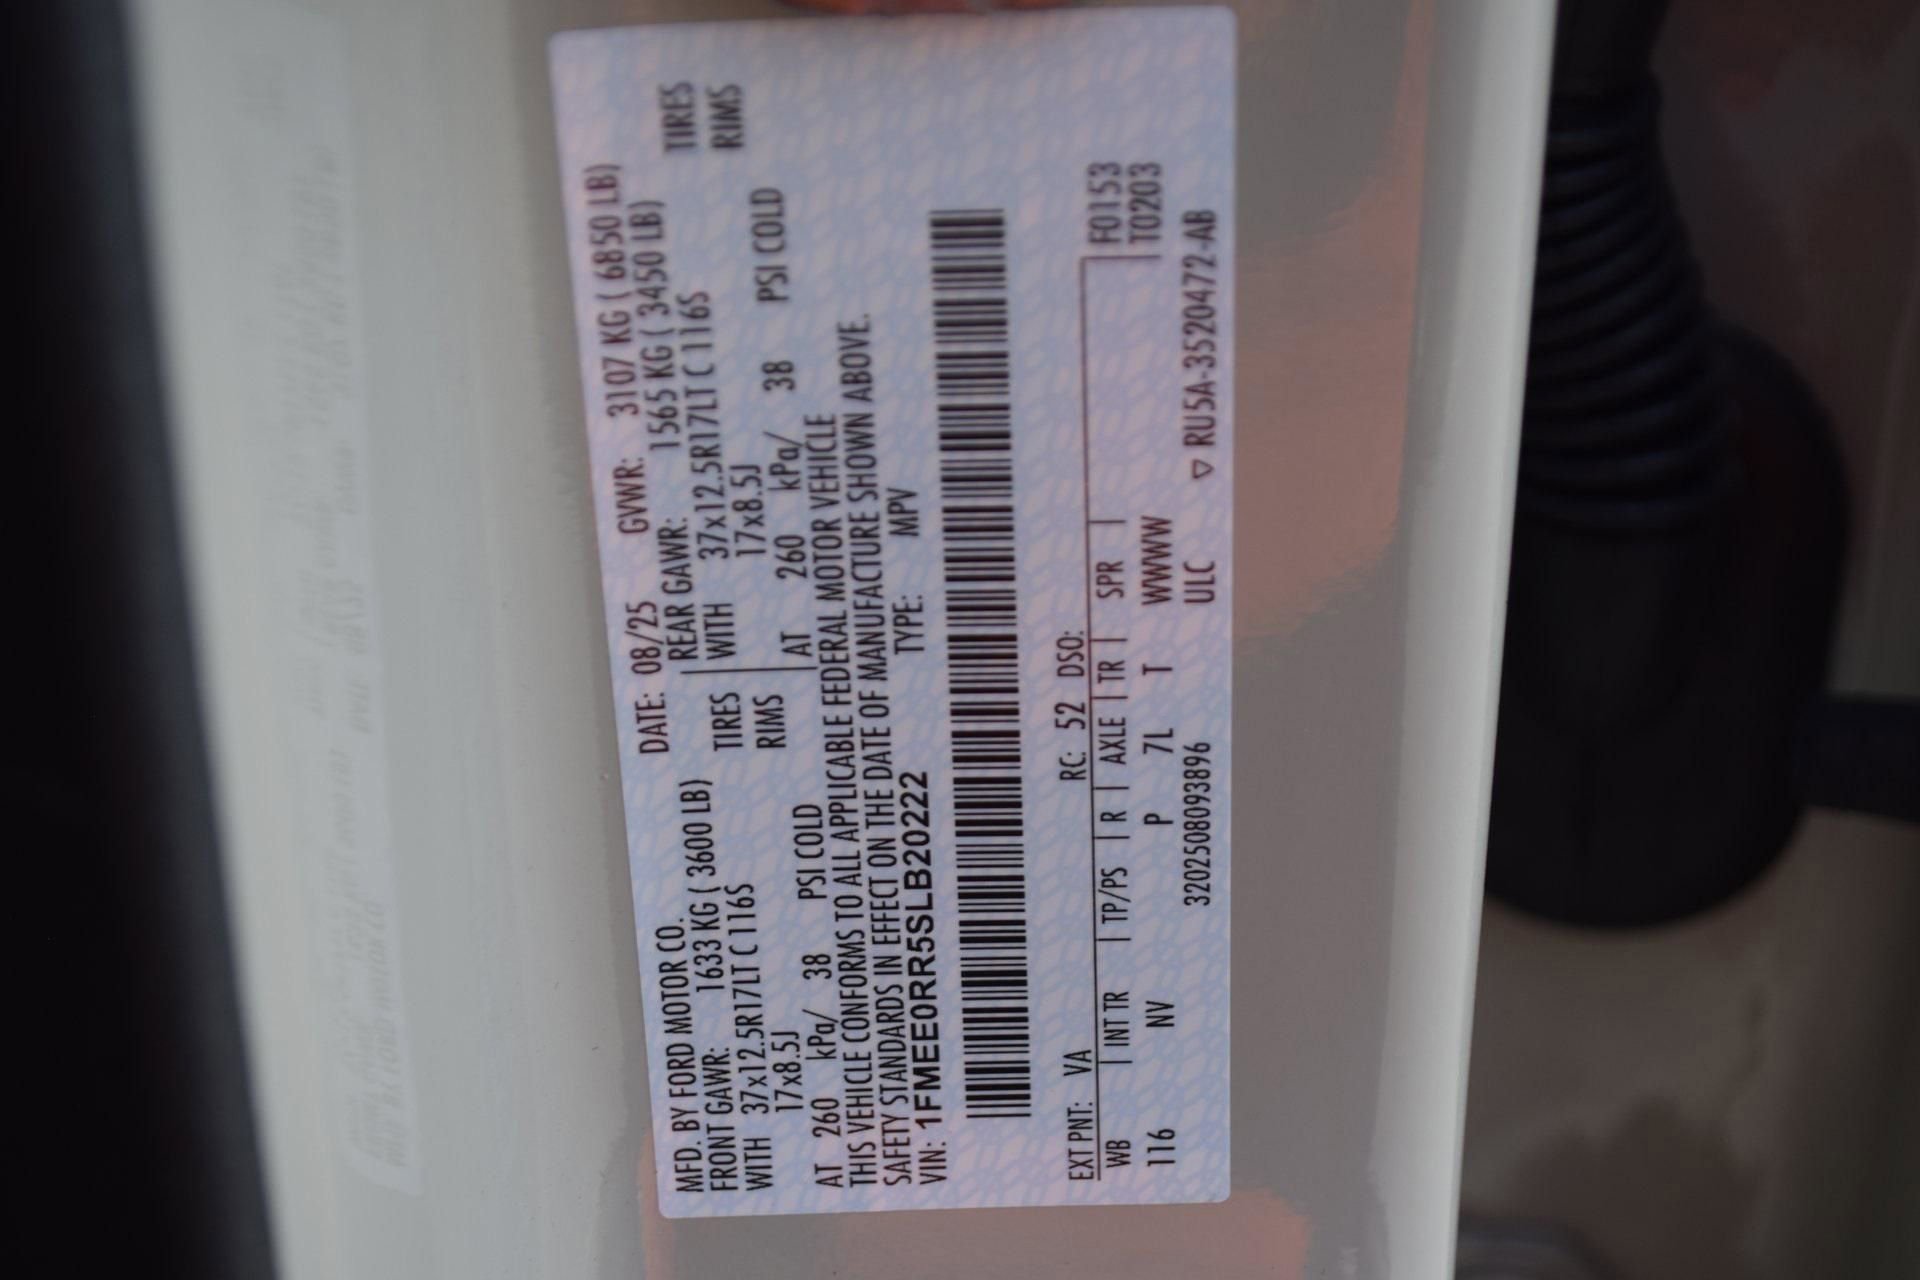 MFD. BY FORD MOTOR CO. DATE: 08/25 GVWR: 3107 KG ( 6850 LB)
FRONT GAWR: 1633 KG ( 3600 LB) REAR GAWR: 1565 KG ( 3450 LB)
WITH 37x12.5R17LT C 116S TIRES WITH 37x12.5R17LT C 116S TIRES
17x8.5J RIMS 17x8.5J RIMS
AT 260 kPa/ 38 PSI COLD AT 260 kPa/ 38 PSI COLD
THIS VEHICLE CONFORMS TO ALL APPLICABLE FEDERAL MOTOR VEHICLE
SAFETY STANDARDS IN EFFECT ON THE DATE OF MANUFACTURE SHOWN ABOVE.
VIN: 1FMEE0RR5SLB20222 TYPE: MPV
EXT PNT: VA RC: 52 DSO: F0153
WB | INT TR | TP/PS | R | AXLE | TR | SPR | T0203
116 NV P 7L T WWWW
320250809​3896 ULC ▽ RU5A-3520472-AB